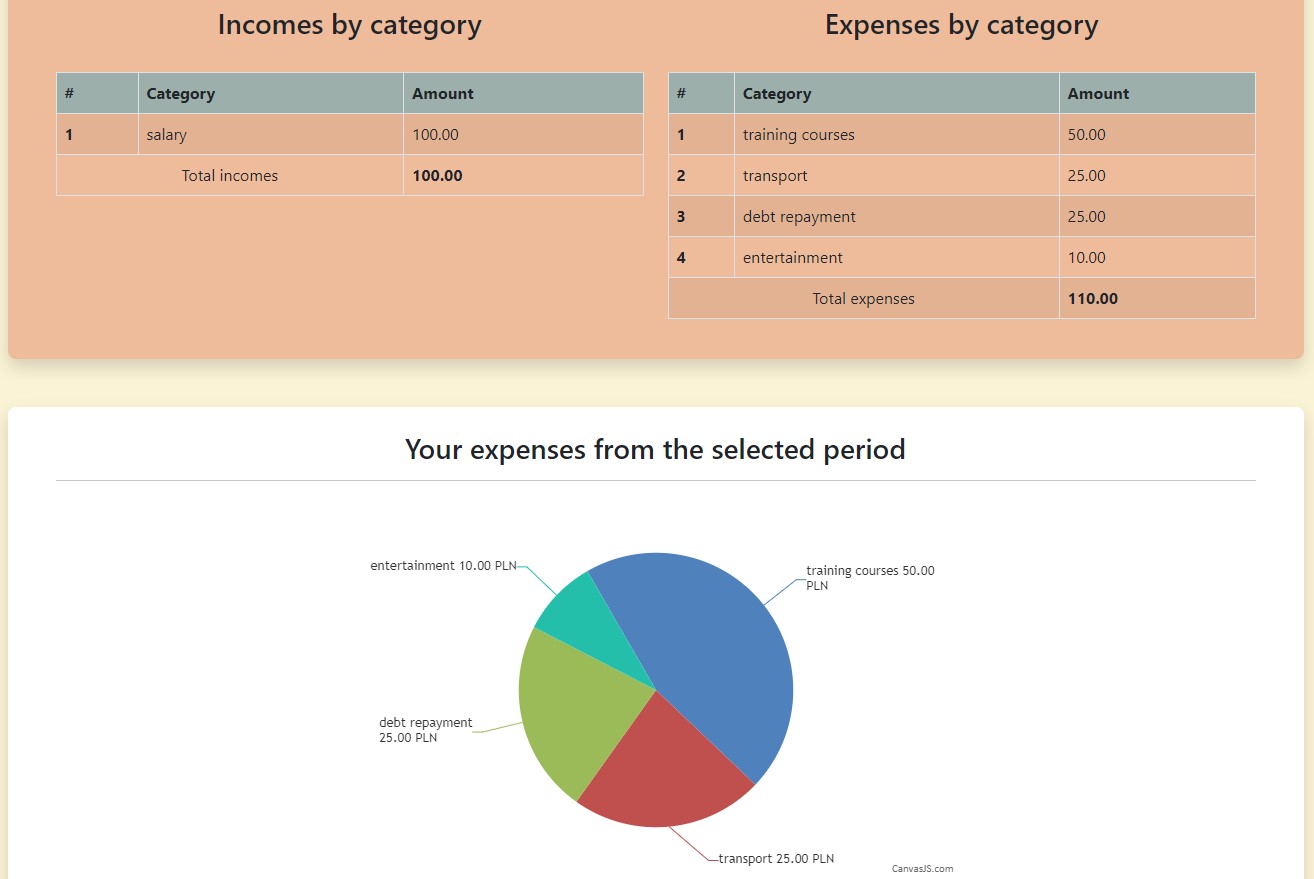 Incomes by category
# Category Amount
1 salary 100.00
Total incomes 100.00
Expenses by category
# Category Amount
1 training courses 50.00
2 transport 25.00
3 debt repayment 25.00
4 entertainment 10.00
Total expenses 110.00
Your expenses from the selected period
entertainment 10.00 PLN
training courses 50.00
PLN
debt repayment
25.00 PLN
transport 25.00 PLN
CanvasJS.com